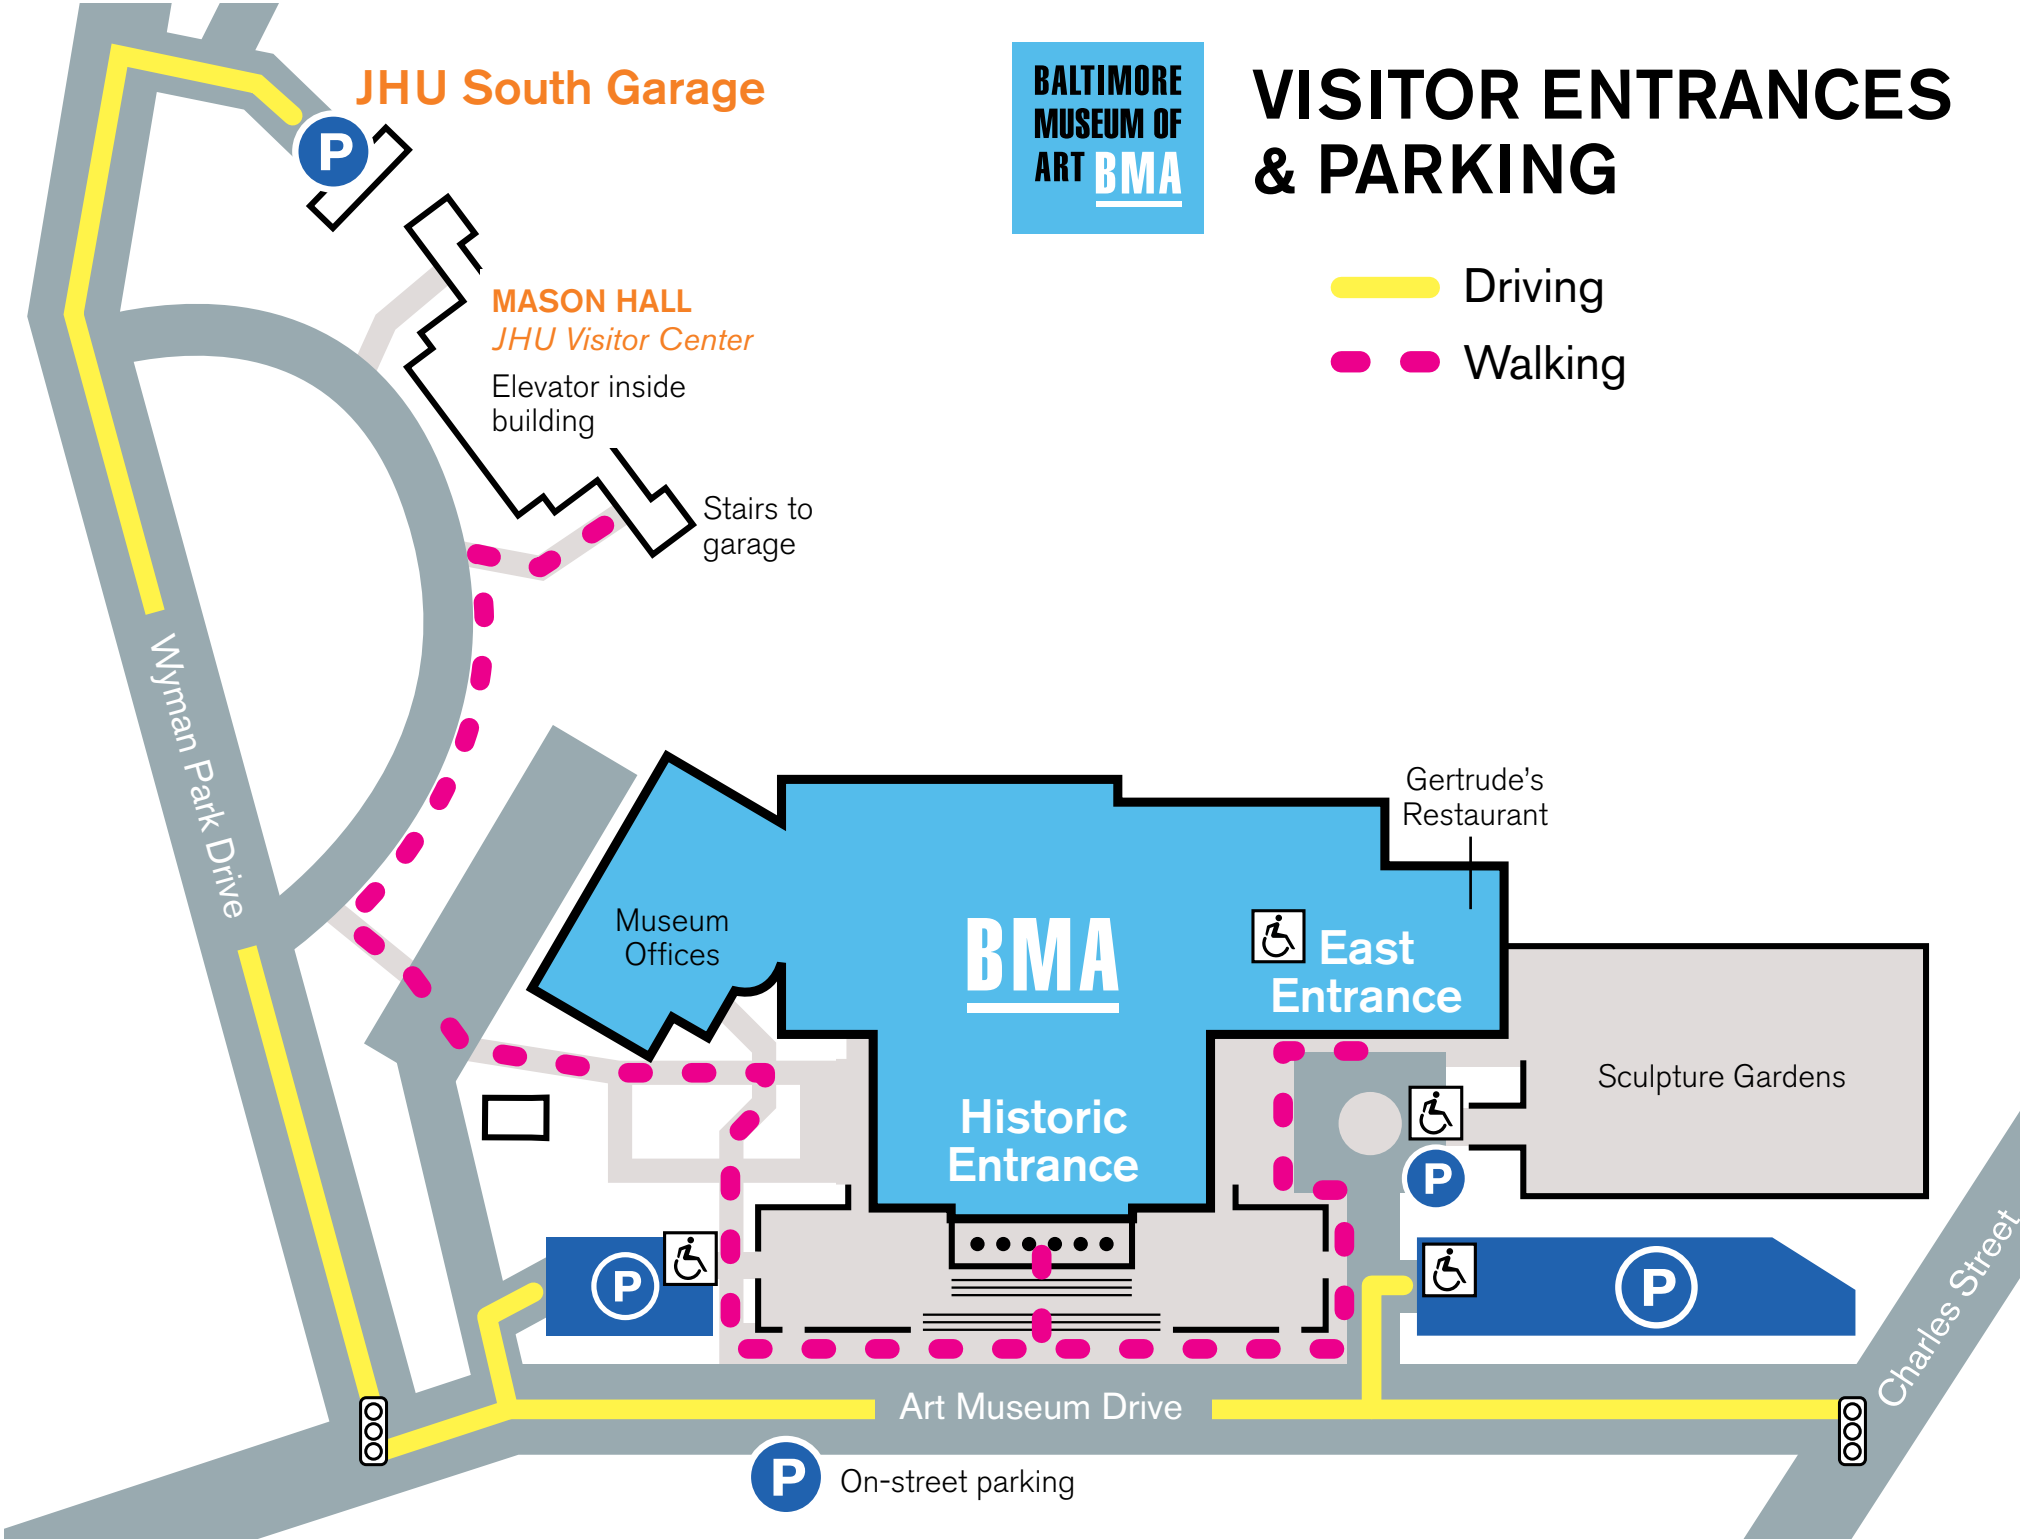 JHU South Garage
BALTIMORE
MUSEUM OF
ART BMA
VISITOR ENTRANCES
& PARKING
P
Driving
Walking
MASON HALL
JHU Visitor Center
Elevator inside
building
Stairs to
garage
Wyman Park Drive
Gertrude’s
Restaurant
Museum
Offices
BMA
East
Entrance
Sculpture Gardens
Historic
Entrance
P
P
P
Charles Street
Art Museum Drive
P
On-street parking